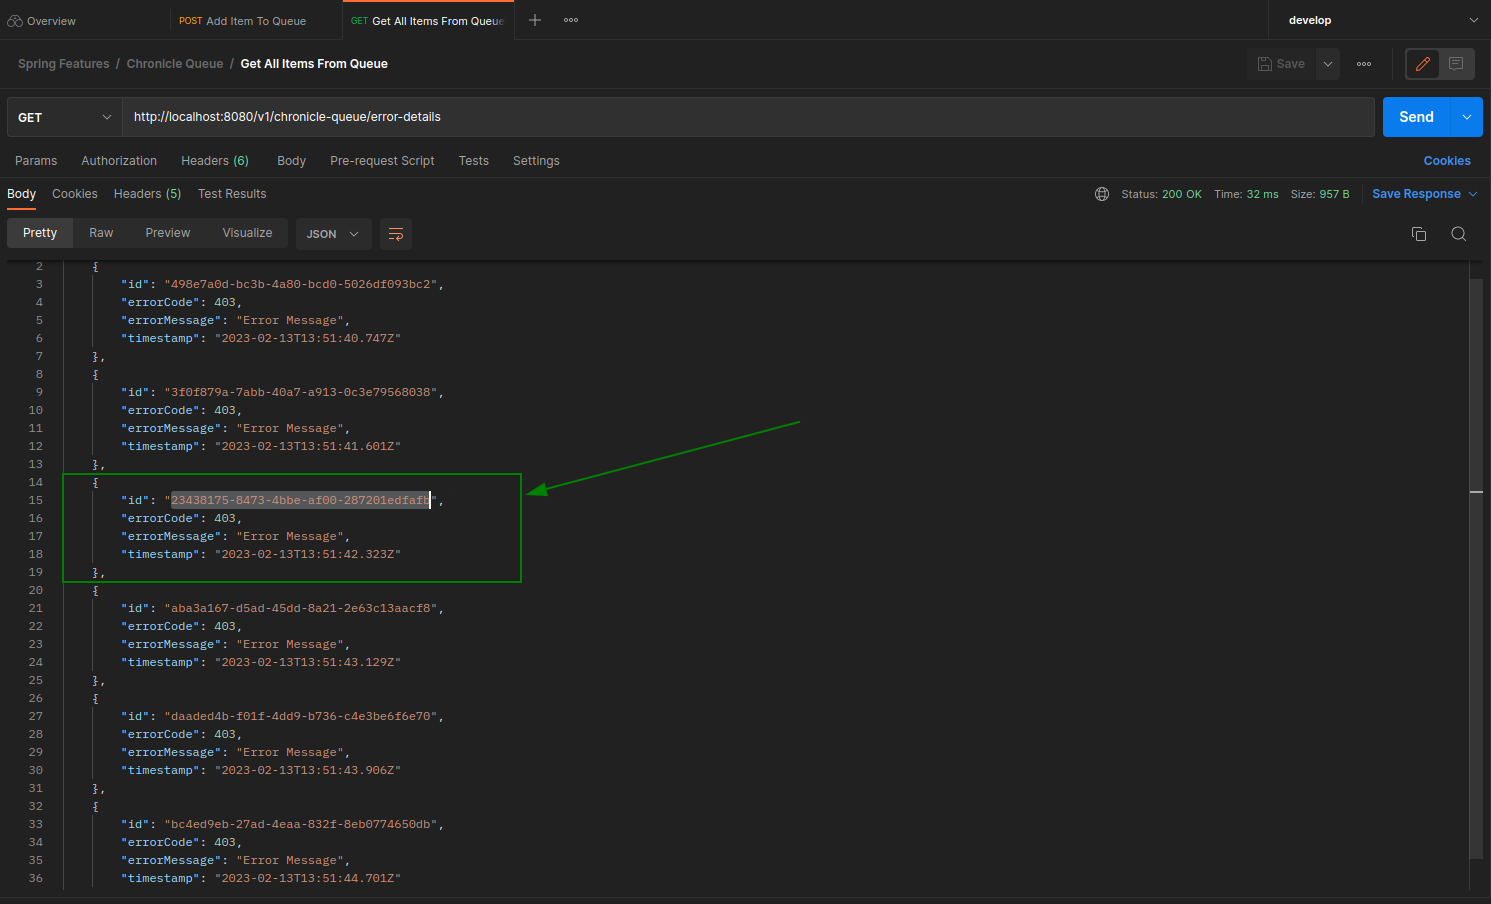 Overview POST Add Item To Queue GET Get All Items From Queue develop
Spring Features / Chronicle Queue / Get All Items From Queue Save
GET http://localhost:8080/v1/chronicle-queue/error-details Send
Params Authorization Headers (6) Body Pre-request Script Tests Settings Cookies
Body Cookies Headers (5) Test Results Status: 200 OK Time: 32 ms Size: 957 B Save Response
Pretty Raw Preview Visualize JSON
2 {
3 "id": "498e7a0d-bc3b-4a80-bcd0-5026df093bc2",
4 "errorCode": 403,
5 "errorMessage": "Error Message",
6 "timestamp": "2023-02-13T13:51:40.747Z"
7 },
8 {
9 "id": "3f0f879a-7abb-40a7-a913-0c3e79568038",
10 "errorCode": 403,
11 "errorMessage": "Error Message",
12 "timestamp": "2023-02-13T13:51:41.601Z"
13 },
14 {
15 "id": "23438175-8473-4bbe-af00-287201edfafb",
16 "errorCode": 403,
17 "errorMessage": "Error Message",
18 "timestamp": "2023-02-13T13:51:42.323Z"
19 },
20 {
21 "id": "aba3a167-d5ad-45dd-8a21-2e63c13aacf8",
22 "errorCode": 403,
23 "errorMessage": "Error Message",
24 "timestamp": "2023-02-13T13:51:43.129Z"
25 },
26 {
27 "id": "daaded4b-f01f-4dd9-b736-c4e3be6f6e70",
28 "errorCode": 403,
29 "errorMessage": "Error Message",
30 "timestamp": "2023-02-13T13:51:43.906Z"
31 },
32 {
33 "id": "bc4ed9eb-27ad-4eaa-832f-8eb0774650db",
34 "errorCode": 403,
35 "errorMessage": "Error Message",
36 "timestamp": "2023-02-13T13:51:44.701Z"